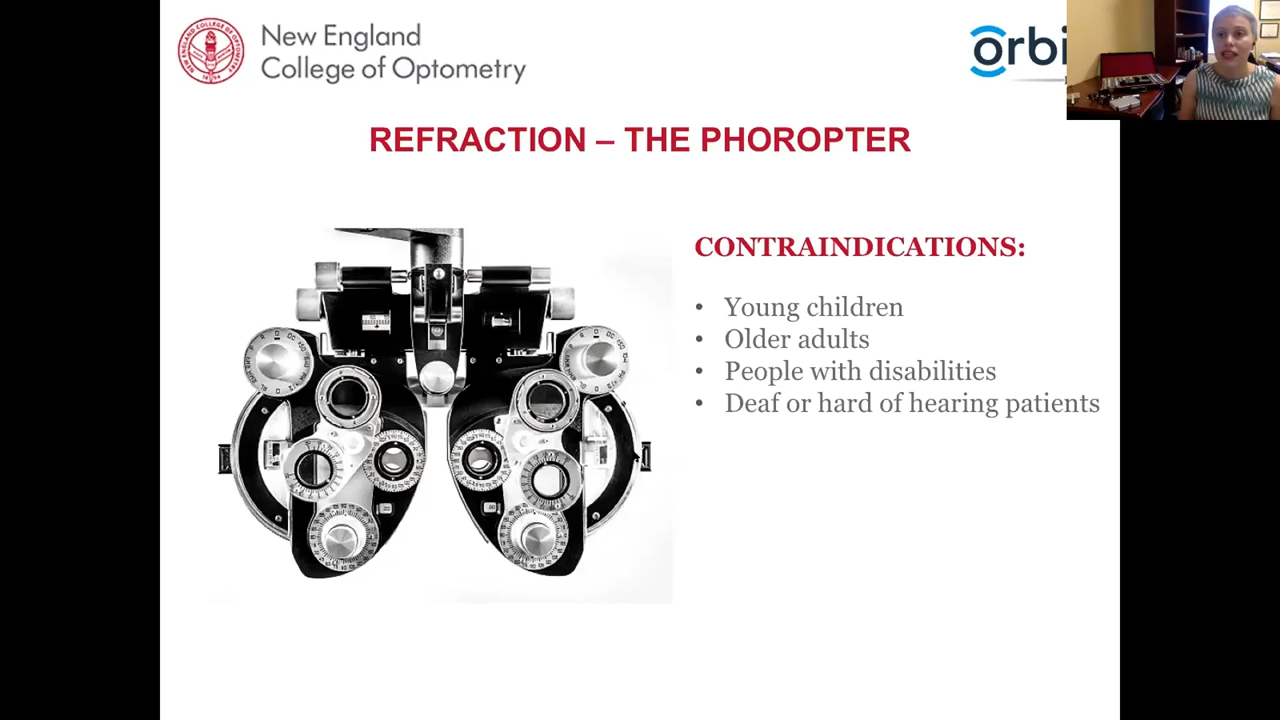 New England
College of Optometry
REFRACTION – THE PHOROPTER
CONTRAINDICATIONS:
• Young children
• Older adults
• People with disabilities
• Deaf or hard of hearing patients